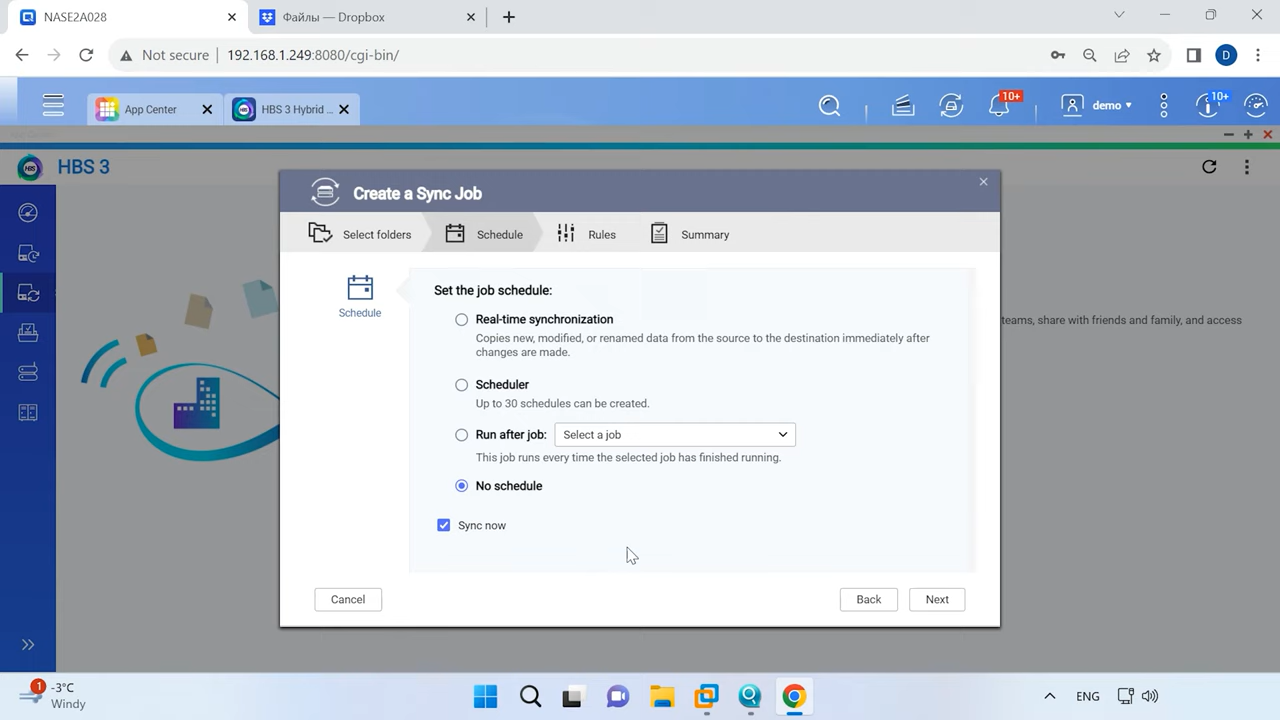 NASE2A028
Файлы — Dropbox
Not secure
192.168.1.249:8080/cgi-bin/
D
App Center
HBS 3 Hybrid ...
10+
demo
10+
HBS 3
Create a Sync Job
Select folders
Schedule
Rules
Summary
Schedule
Set the job schedule:
Real-time synchronization
Copies new, modified, or renamed data from the source to the destination immediately after
changes are made.
teams, share with friends and family, and access
Scheduler
Up to 30 schedules can be created.
Run after job:
Select a job
This job runs every time the selected job has finished running.
No schedule
Sync now
Cancel
Back
Next
1
-3°C
Windy
ENG